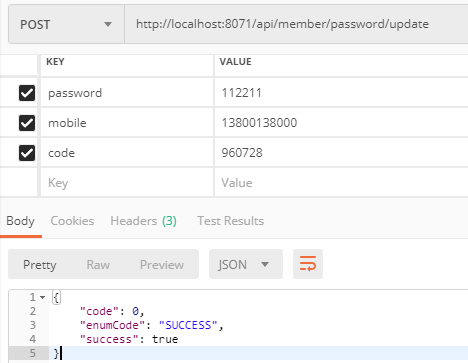 POST http://localhost:8071/api/member/password/update
KEY VALUE
password 112211
mobile 13800138000
code 960728
Key Value
Body Cookies Headers (3) Test Results
Pretty Raw Preview JSON
1 {
2 "code": 0,
3 "enumCode": "SUCCESS",
4 "success": true
5 }